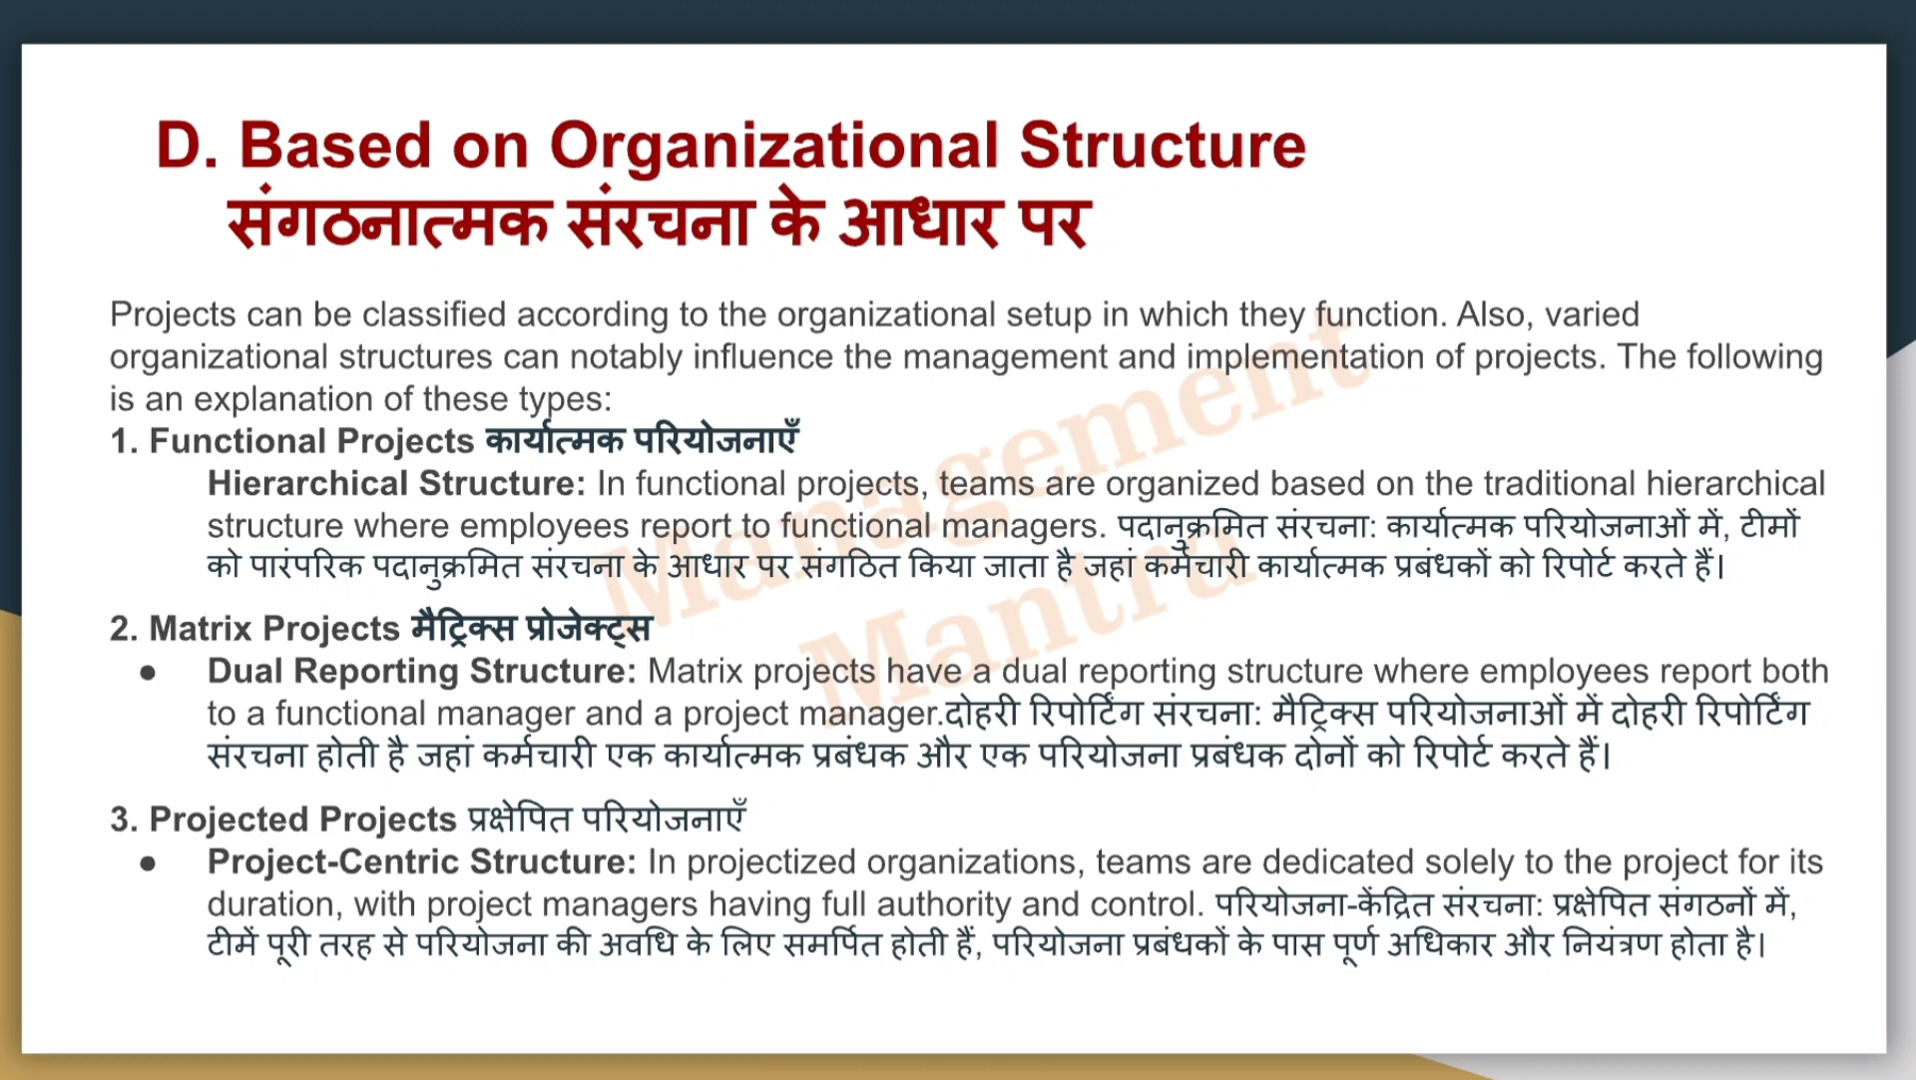 D. Based on Organizational Structure
संगठनात्मक संरचना के आधार पर
Projects can be classified according to the organizational setup in which they function. Also, varied
organizational structures can notably influence the management and implementation of projects. The following
is an explanation of these types:
1. Functional Projects कार्यात्मक परियोजनाएँ
Hierarchical Structure: In functional projects, teams are organized based on the traditional hierarchical
structure where employees report to functional managers. पदानुक्रमित संरचना: कार्यात्मक परियोजनाओं में, टीमों
को पारंपरिक पदानुक्रमित संरचना के आधार पर संगठित किया जाता है जहां कर्मचारी कार्यात्मक प्रबंधकों को रिपोर्ट करते हैं।
2. Matrix Projects मैट्रिक्स प्रोजेक्ट्स
● Dual Reporting Structure: Matrix projects have a dual reporting structure where employees report both
to a functional manager and a project manager.दोहरी रिपोर्टिंग संरचना: मैट्रिक्स परियोजनाओं में दोहरी रिपोर्टिंग
संरचना होती है जहां कर्मचारी एक कार्यात्मक प्रबंधक और एक परियोजना प्रबंधक दोनों को रिपोर्ट करते हैं।
3. Projected Projects प्रक्षेपित परियोजनाएँ
● Project-Centric Structure: In projectized organizations, teams are dedicated solely to the project for its
duration, with project managers having full authority and control. परियोजना-केंद्रित संरचना: प्रक्षेपित संगठनों में,
टीमें पूरी तरह से परियोजना की अवधि के लिए समर्पित होती हैं, परियोजना प्रबंधकों के पास पूर्ण अधिकार और नियंत्रण होता है।
Management
Mantra